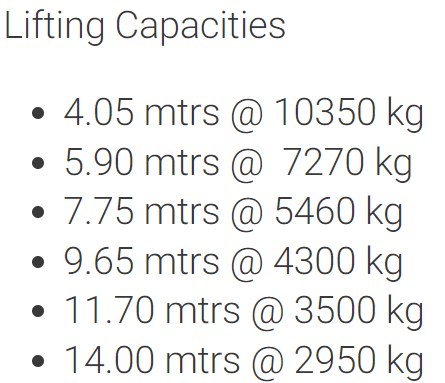 Lifting Capacities
• 4.05 mtrs @ 10350 kg
• 5.90 mtrs @  7270 kg
• 7.75 mtrs @ 5460 kg
• 9.65 mtrs @ 4300 kg
• 11.70 mtrs @ 3500 kg
• 14.00 mtrs @ 2950 kg